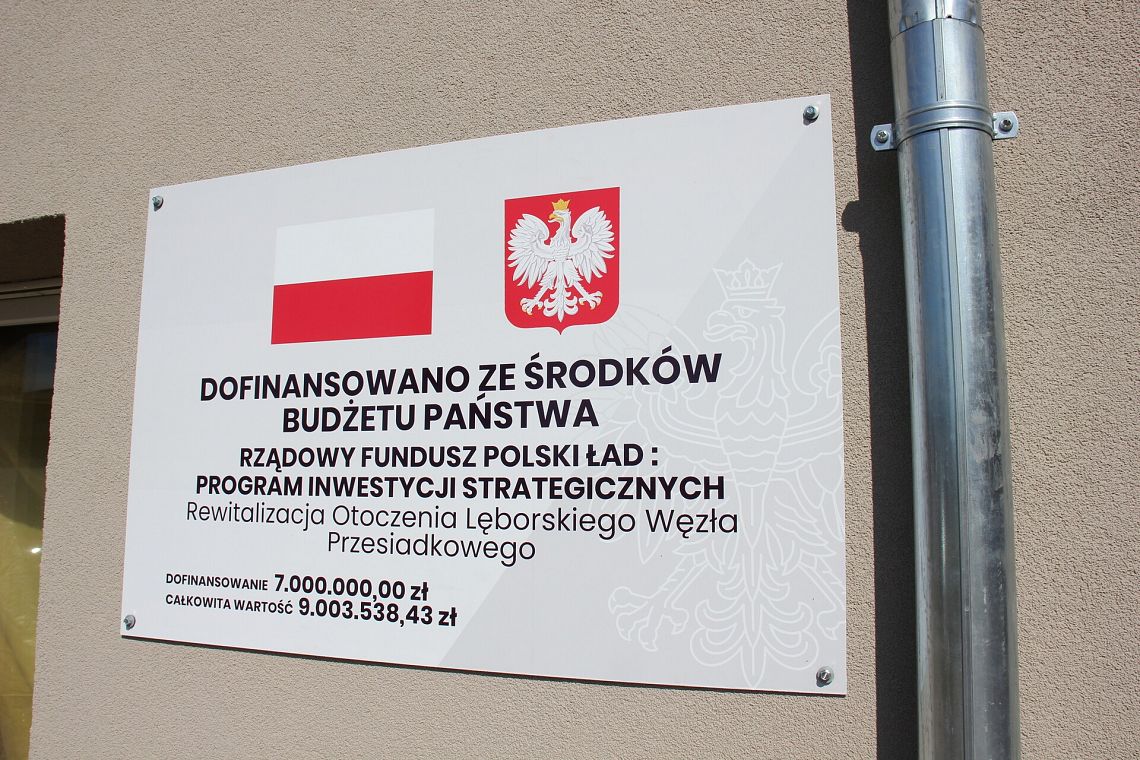 DOFINANSOWANO ZE ŚRODKÓW
BUDŻETU PAŃSTWA
RZĄDOWY FUNDUSZ POLSKI ŁAD :
PROGRAM INWESTYCJI STRATEGICZNYCH
Rewitalizacja Otoczenia Lęborskiego Węzła
Przesiadkowego
DOFINANSOWANIE 7.000.000,00 zł
CAŁKOWITA WARTOŚĆ 9.003.538,43 zł